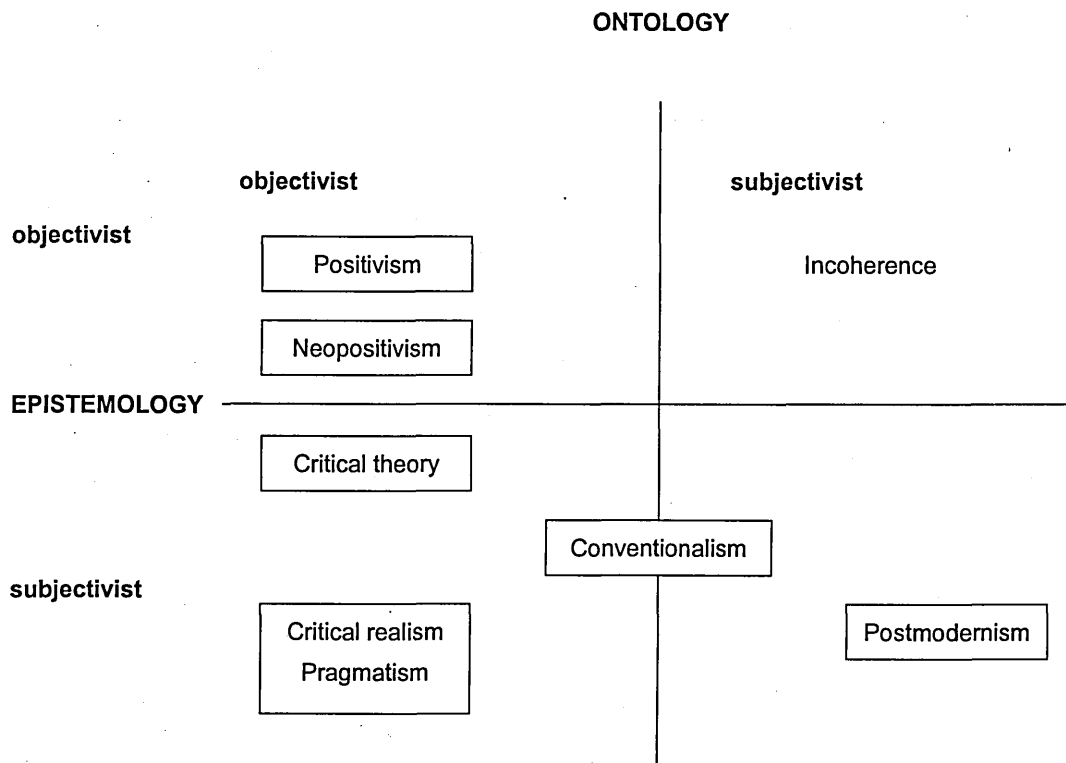 ONTOLOGY
objectivist
subjectivist
objectivist
Positivism
Incoherence
Neopositivism
EPISTEMOLOGY
Critical theory
Conventionalism
subjectivist
Critical realism
Pragmatism
Postmodernism